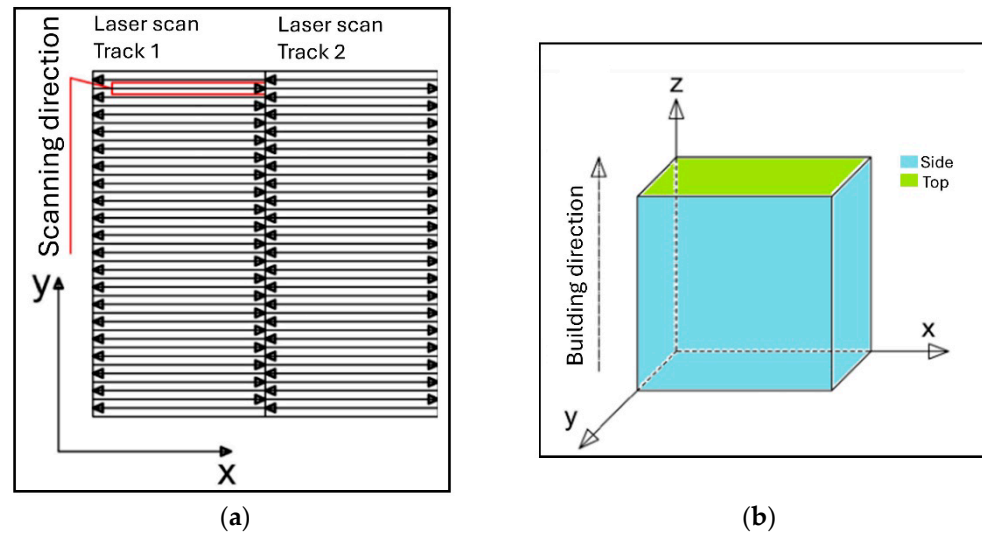 Laser scan
Track 1
Laser scan
Track 2
Scanning direction
y
x
(a)
z
Building direction
Side
Top
x
y
(b)